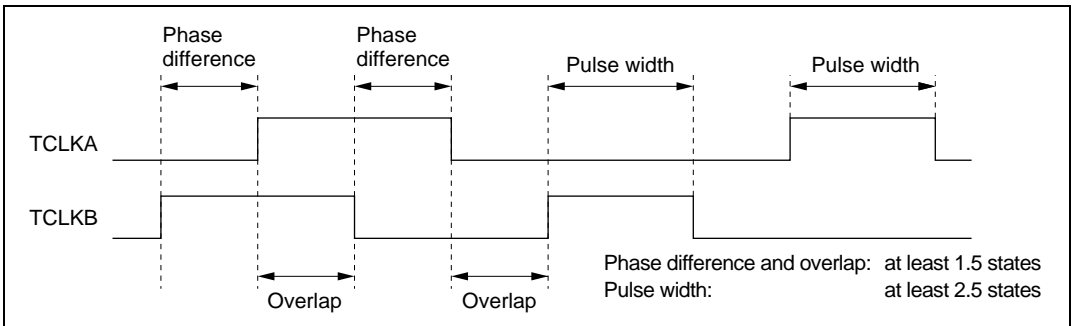 Phase
difference
Phase
difference
Pulse width
Pulse width
TCLKA
TCLKB
Overlap
Overlap
Phase difference and overlap: at least 1.5 states
Pulse width: at least 2.5 states